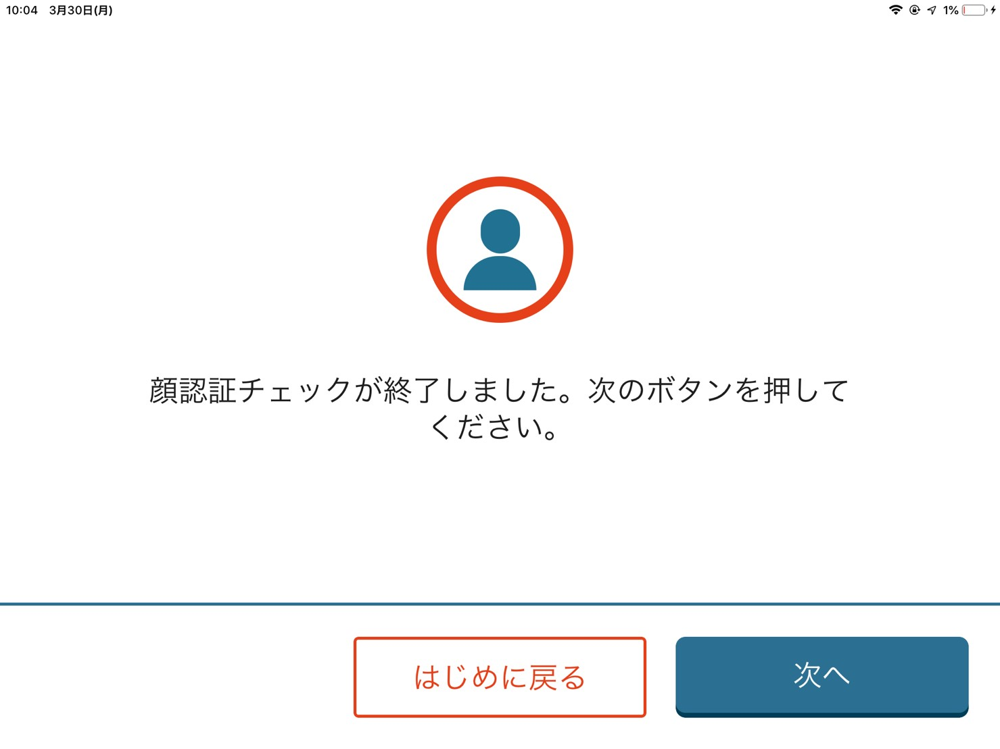 10:04 3月30日(月) 1%
顔認証チェックが終了しました。次のボタンを押して
ください。
はじめに戻る
次へ